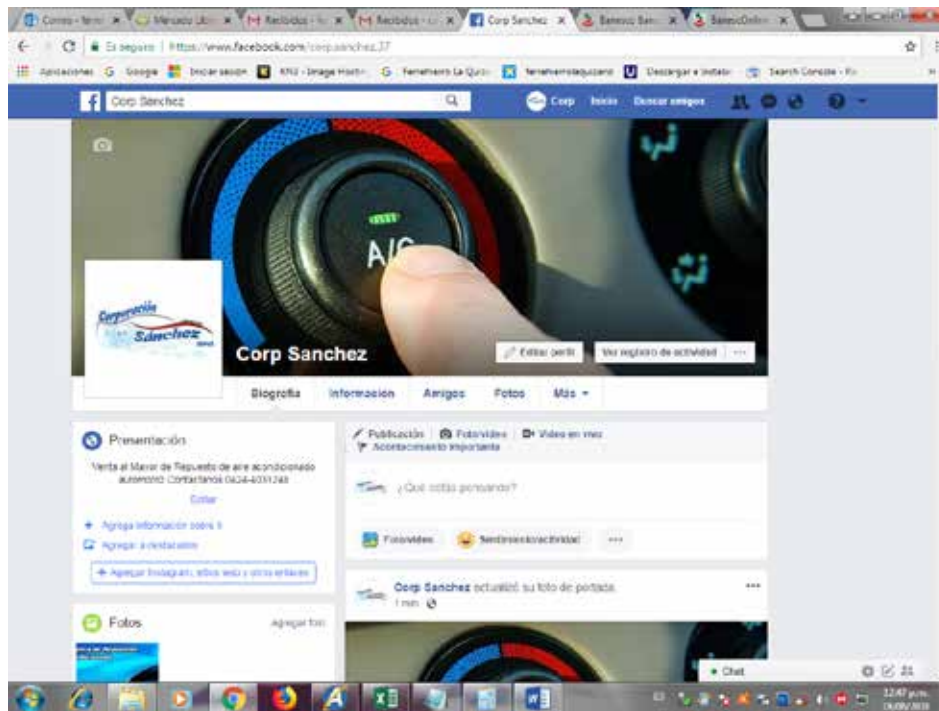 Corp Sanchez
Es seguro | https://www.facebook.com/corp.sanchez.37
Aplicaciones Google Iniciar sesión
Corp Sanchez
Corp Inicio Buscar amigos
A/C
Corporación
Sánchez
Corp Sanchez
Editar perfil Ver registro de actividad
Biografía Información Amigos Fotos Más
Presentación
Venta al Mayor de Repuesto de aire acondicionado
automotriz Contactanos
Editar
Agrega información sobre ti
Agregar a destacados
+ Agregar Instagram, sitios web y otros enlaces
Fotos Agregar foto
Publicación Foto/video Video en vivo
Acontecimiento importante
¿Qué estás pensando?
Foto/video Sentimiento/actividad
Corp Sanchez actualizó su foto de portada.
1 min
Chat
12:47 p.m.